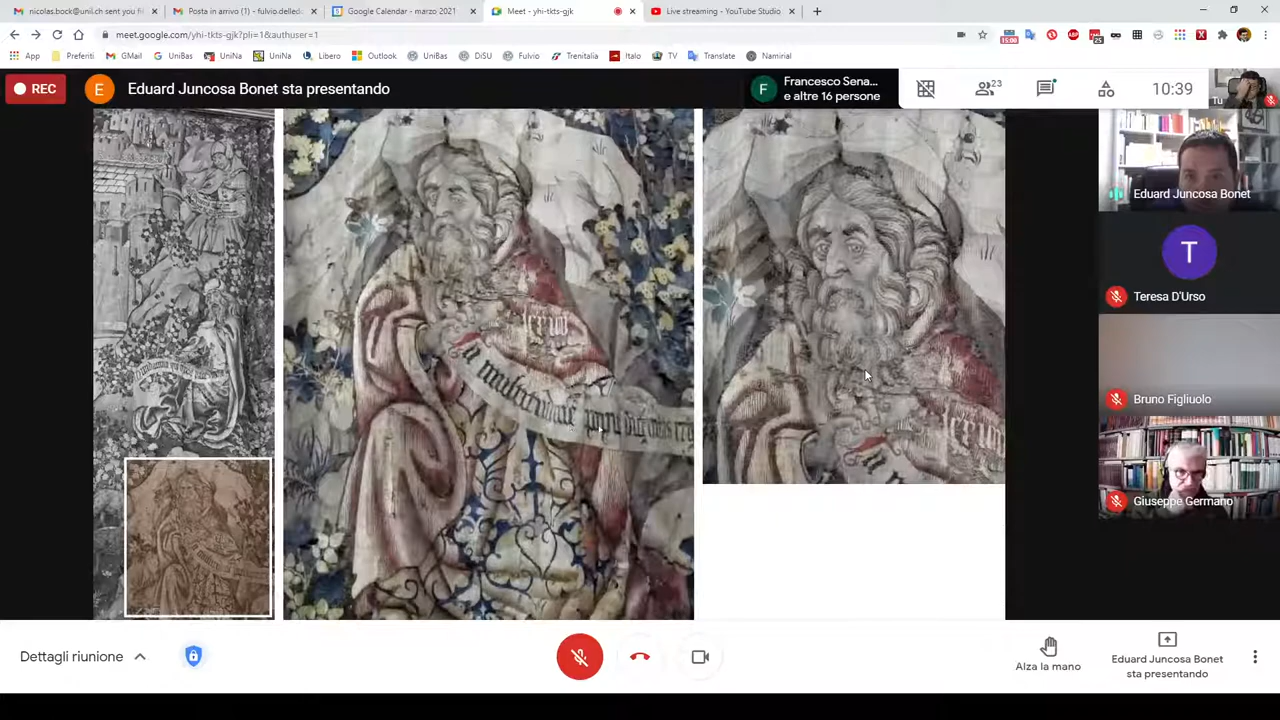 nicolas.bock@unil.ch sent you fil
Posta in arrivo (1) - fulvio.delledo
Google Calendar - marzo 2021
Meet - yhi-tkts-gjk
Live streaming - YouTube Studio
meet.google.com/yhi-tkts-gjk?pli=1&authuser=1
App
Preferiti
GMail
UniBas
UniNa
UniNa
Libero
Outlook
UniBas
DiSU
Fulvio
Trenitalia
Italo
TV
Translate
Namirial
REC
E
Eduard Juncosa Bonet sta presentando
F
Francesco Sena...
e altre 16 persone
23
10:39
Tu
Eduard Juncosa Bonet
T
Teresa D'Urso
Bruno Figliuolo
Giuseppe Germano
Dettagli riunione
Alza la mano
Eduard Juncosa Bonet
sta presentando